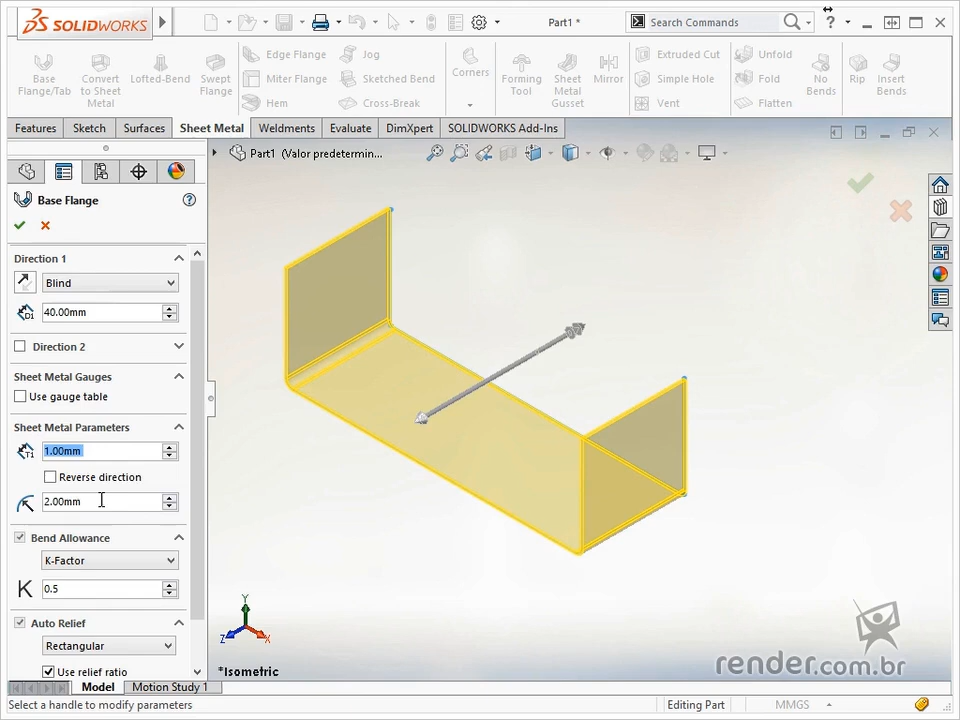 SOLIDWORKS
Part1 *
Search Commands
?
Base Flange/Tab
Convert to Sheet Metal
Lofted-Bend
Swept Flange
Edge Flange
Miter Flange
Hem
Jog
Sketched Bend
Cross-Break
Corners
Forming Tool
Sheet Metal Gusset
Mirror
Extruded Cut
Simple Hole
Vent
Unfold
Fold
Flatten
No Bends
Rip
Insert Bends
Features
Sketch
Surfaces
Sheet Metal
Weldments
Evaluate
DimXpert
SOLIDWORKS Add-Ins
Part1 (Valor predetermin...
Base Flange
?
Direction 1
Blind
D1
40.00mm
Direction 2
Sheet Metal Gauges
Use gauge table
Sheet Metal Parameters
T1
1.00mm
Reverse direction
2.00mm
Bend Allowance
K-Factor
K
0.5
Auto Relief
Rectangular
Use relief ratio
Y
Z
X
*Isometric
render.com.br
Model
Motion Study 1
Select a handle to modify parameters
Editing Part
MMGS